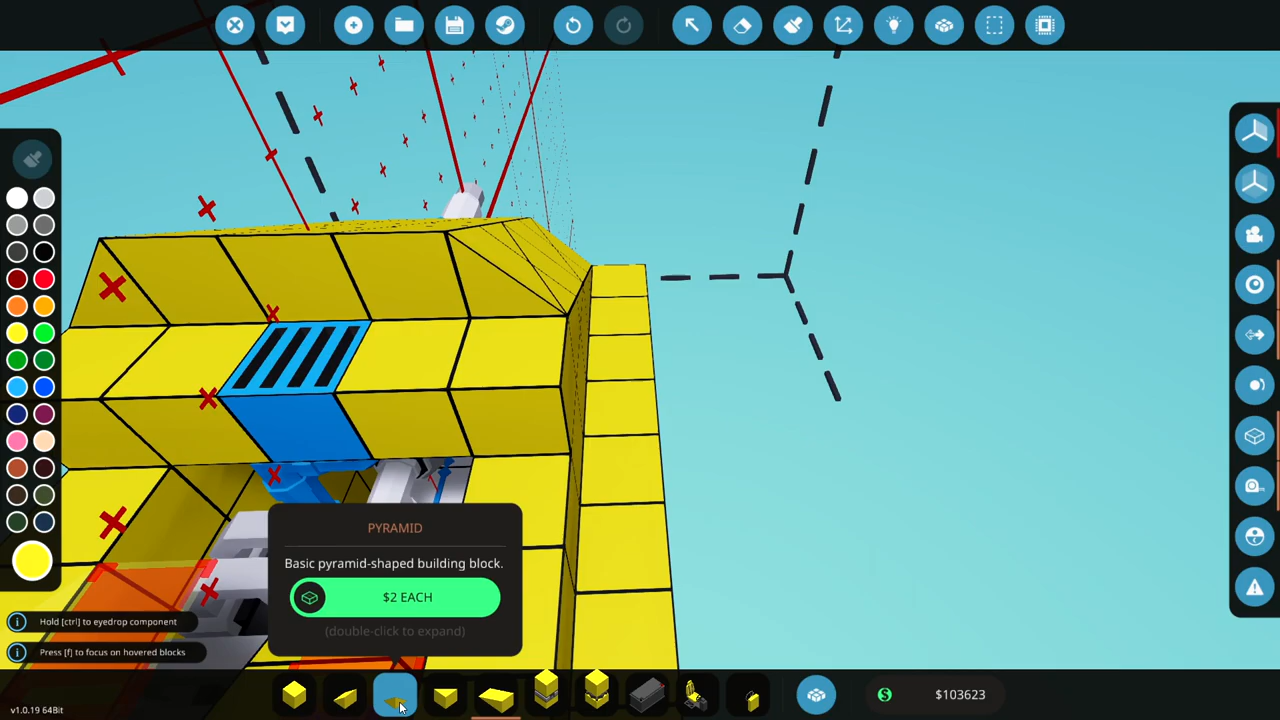 PYRAMID
Basic pyramid-shaped building block.
$2 EACH
(double-click to expand)
Hold [ctrl] to eyedrop component
Press [f] to focus on hovered blocks
v1.0.19 64Bit
$ $103623